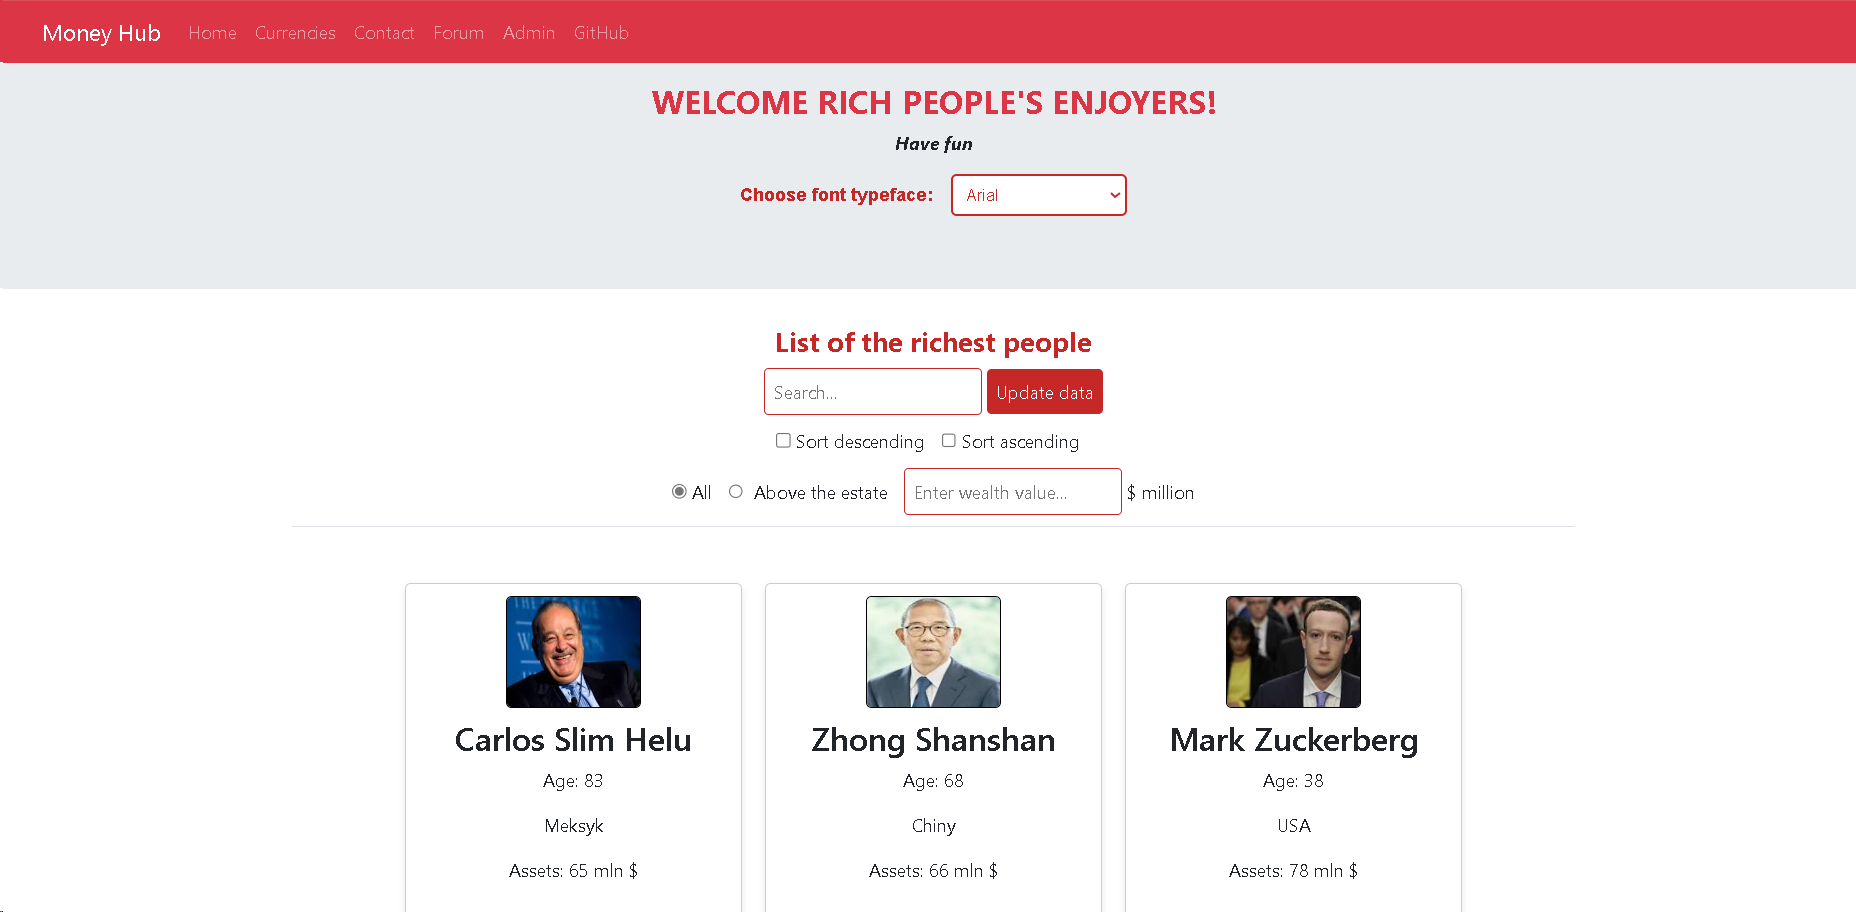 Money Hub Home Currencies Contact Forum Admin GitHub
WELCOME RICH PEOPLE'S ENJOYERS!
Have fun
Choose font typeface: Arial
List of the richest people
Search... Update data
Sort descending Sort ascending
All Above the estate Enter wealth value... $ million
Carlos Slim Helu Zhong Shanshan Mark Zuckerberg
Age: 83 Age: 68 Age: 38
Meksyk Chiny USA
Assets: 65 mln $ Assets: 66 mln $ Assets: 78 mln $